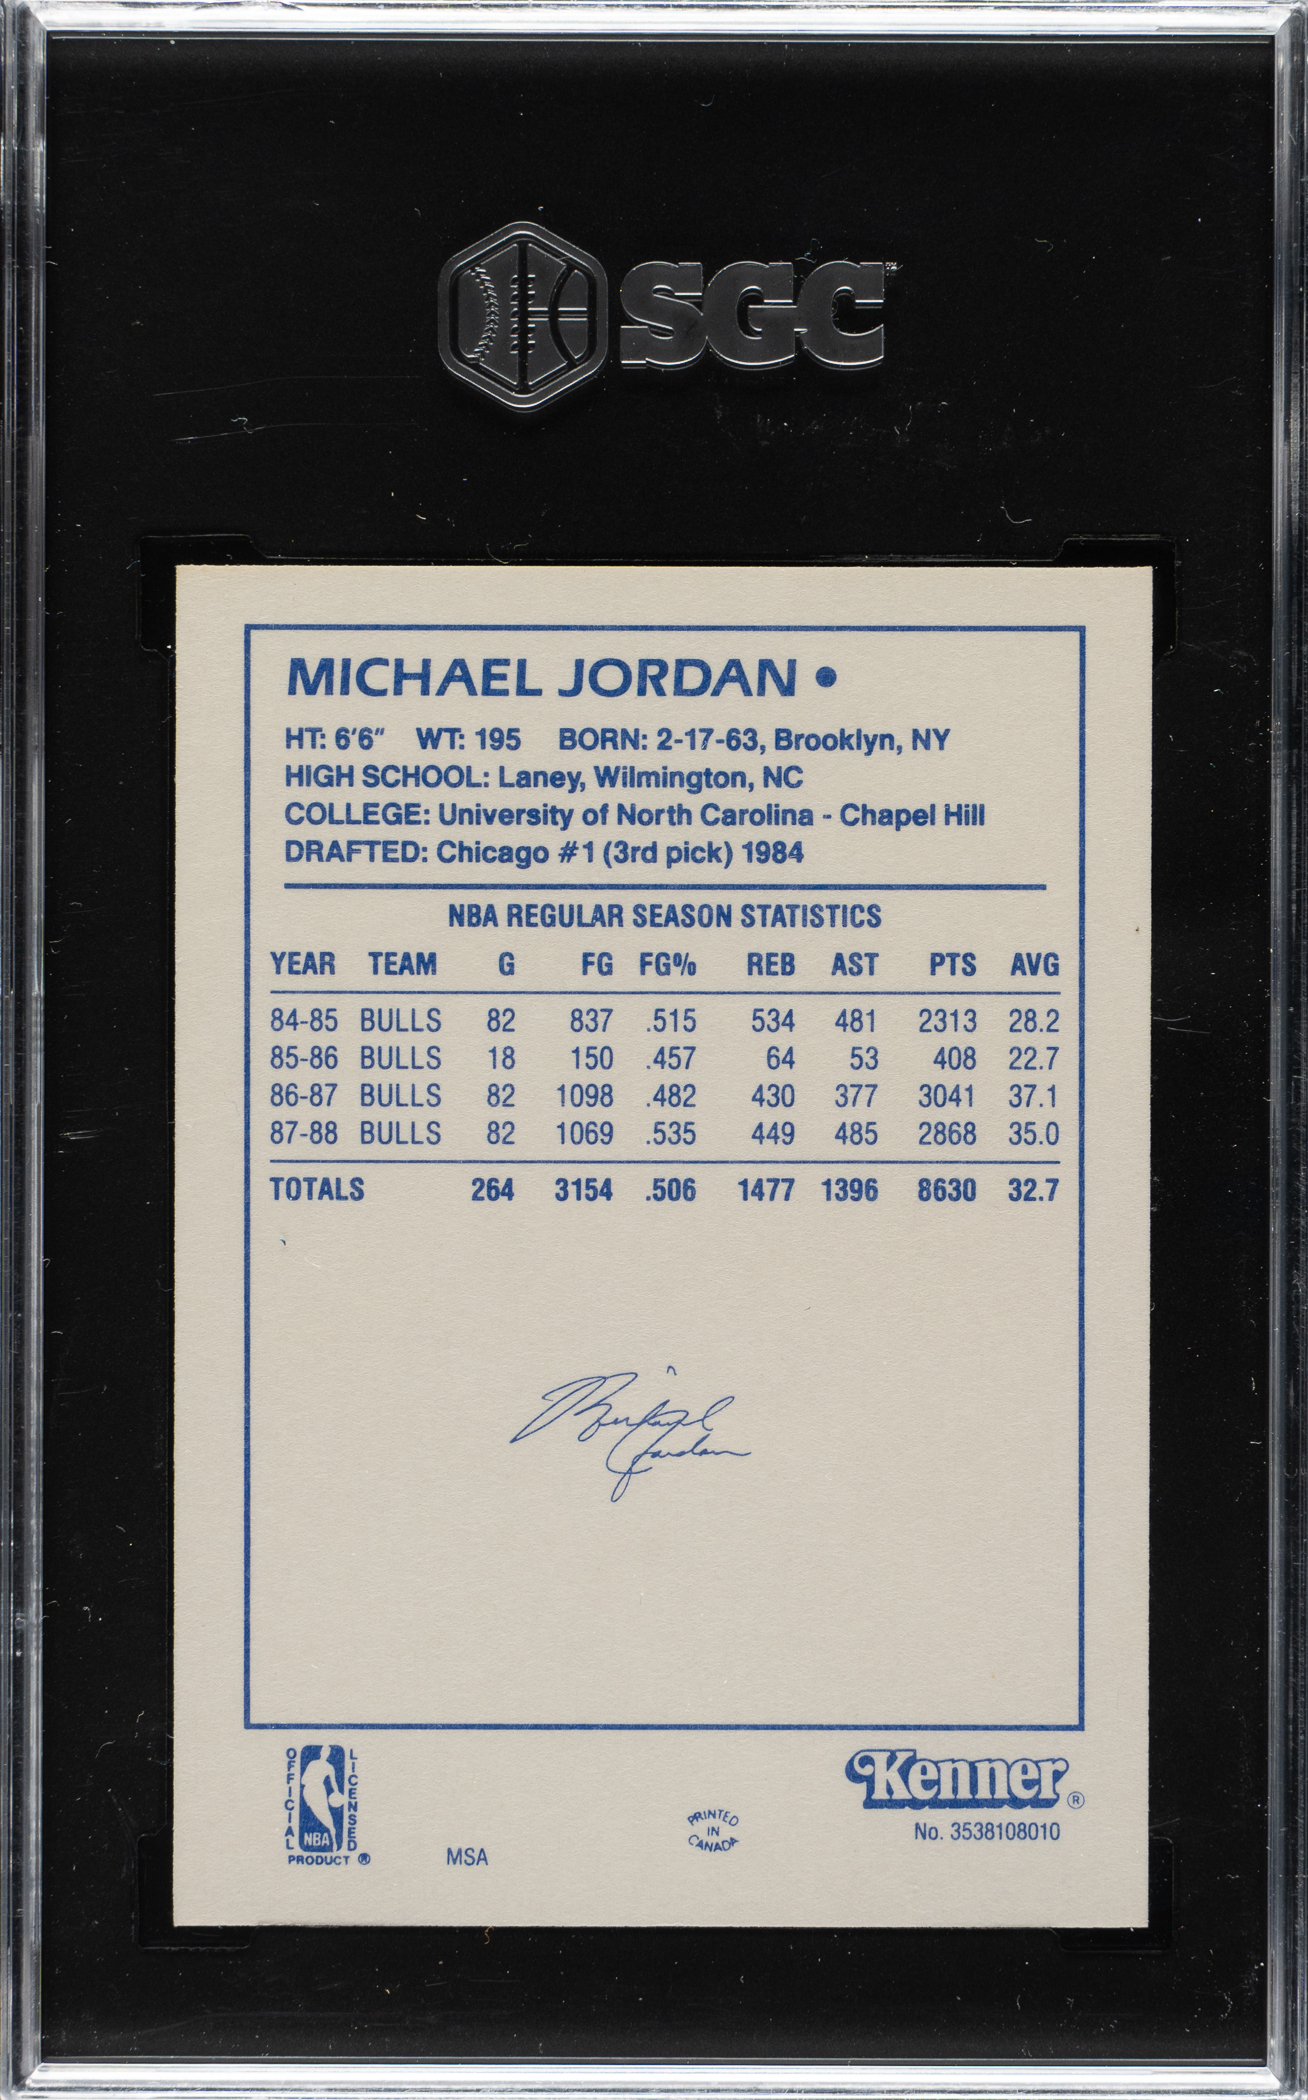 SGC
MICHAEL JORDAN •
HT: 6'6" WT: 195 BORN: 2-17-63, Brooklyn, NY
HIGH SCHOOL: Laney, Wilmington, NC
COLLEGE: University of North Carolina - Chapel Hill
DRAFTED: Chicago #1 (3rd pick) 1984
NBA REGULAR SEASON STATISTICS
YEAR TEAM G FG FG% REB AST PTS AVG
84-85 BULLS 82 837 .515 534 481 2313 28.2
85-86 BULLS 18 150 .457 64 53 408 22.7
86-87 BULLS 82 1098 .482 430 377 3041 37.1
87-88 BULLS 82 1069 .535 449 485 2868 35.0
TOTALS 264 3154 .506 1477 1396 8630 32.7
Michael
Jordan
OFFICIAL
LICENSED
NBA
PRODUCT ®
MSA
PRINTED
IN
CANADA
Kenner ®
No. 3538108010